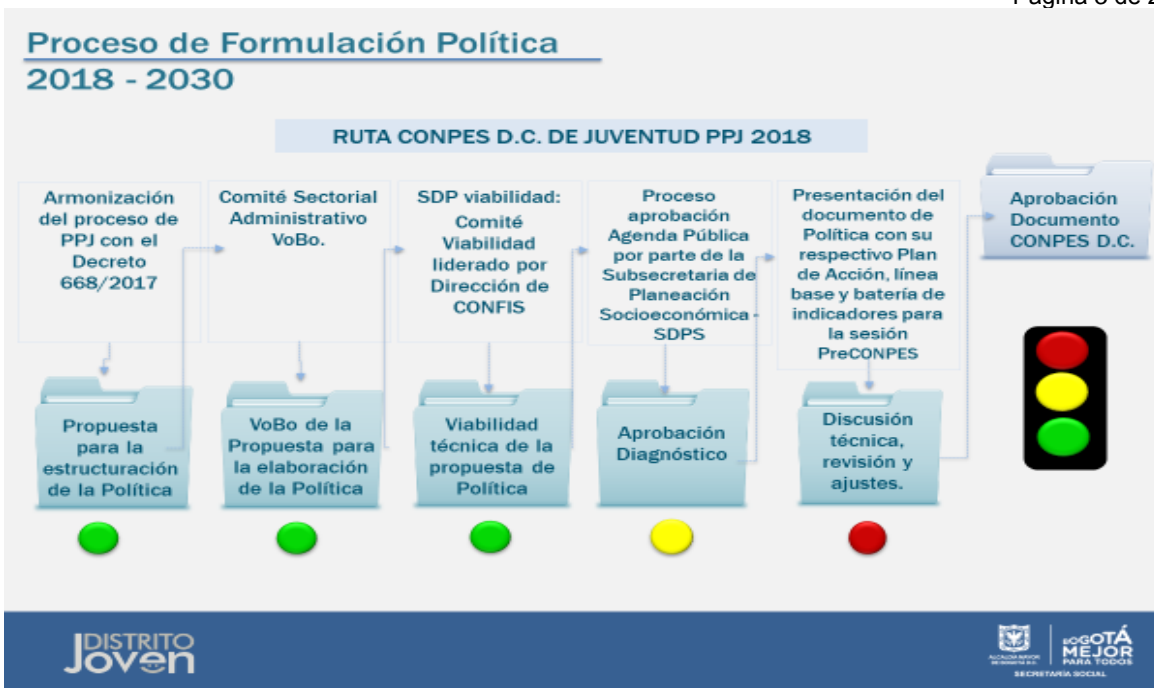 Proceso de Formulación Política
2018 - 2030
RUTA CONPES D.C. DE JUVENTUD PPJ 2018
Armonización
del proceso de
PPJ con el
Decreto
668/2017
Comité Sectorial
Administrativo
VoBo.
SDP viabilidad:
Comité
Viabilidad
liderado por
Dirección de
CONFIS
Proceso
aprobación
Agenda Pública
por parte de la
Subsecretaria de
Planeación
Socioeconómica -
SDPS
Presentación del
documento de
Política con su
respectivo Plan
de Acción, línea
base y batería de
indicadores para
la sesión
PreCONPES
Aprobación
Documento
CONPES D.C.
Propuesta
para la
estructuración
de la Política
VoBo de la
Propuesta para
la elaboración
de la Política
Viabilidad
técnica de la
propuesta de
Política
Aprobación
Diagnóstico
Discusión
técnica,
revisión y
ajustes.
DISTRITO
Joven
ALCALDÍA MAYOR
DE BOGOTÁ D.C.
BOGOTÁ
MEJOR
PARA TODOS
SECRETARÍA SOCIAL